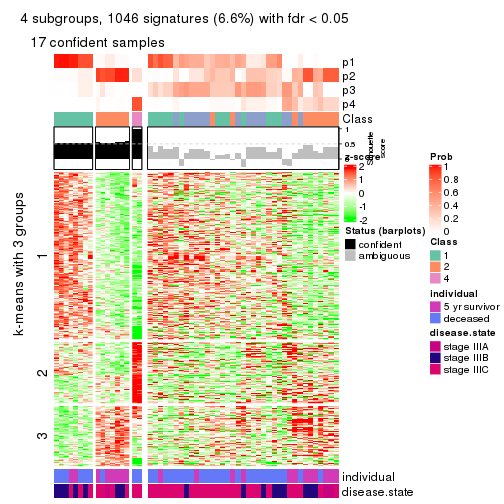 4 subgroups, 1046 signatures (6.6%) with fdr < 0.05
17 confident samples
p1
p2
p3
p4
Class
1
0.5
0
Silhouette
score
k-means with 3 groups
1
2
3
individual
disease.state
z-score
2
1
0
-1
-2
Status (barplots)
confident
ambiguous
Prob
1
0.8
0.6
0.4
0.2
0
Class
1
2
4
individual
5 yr survivor
deceased
disease.state
stage IIIA
stage IIIB
stage IIIC